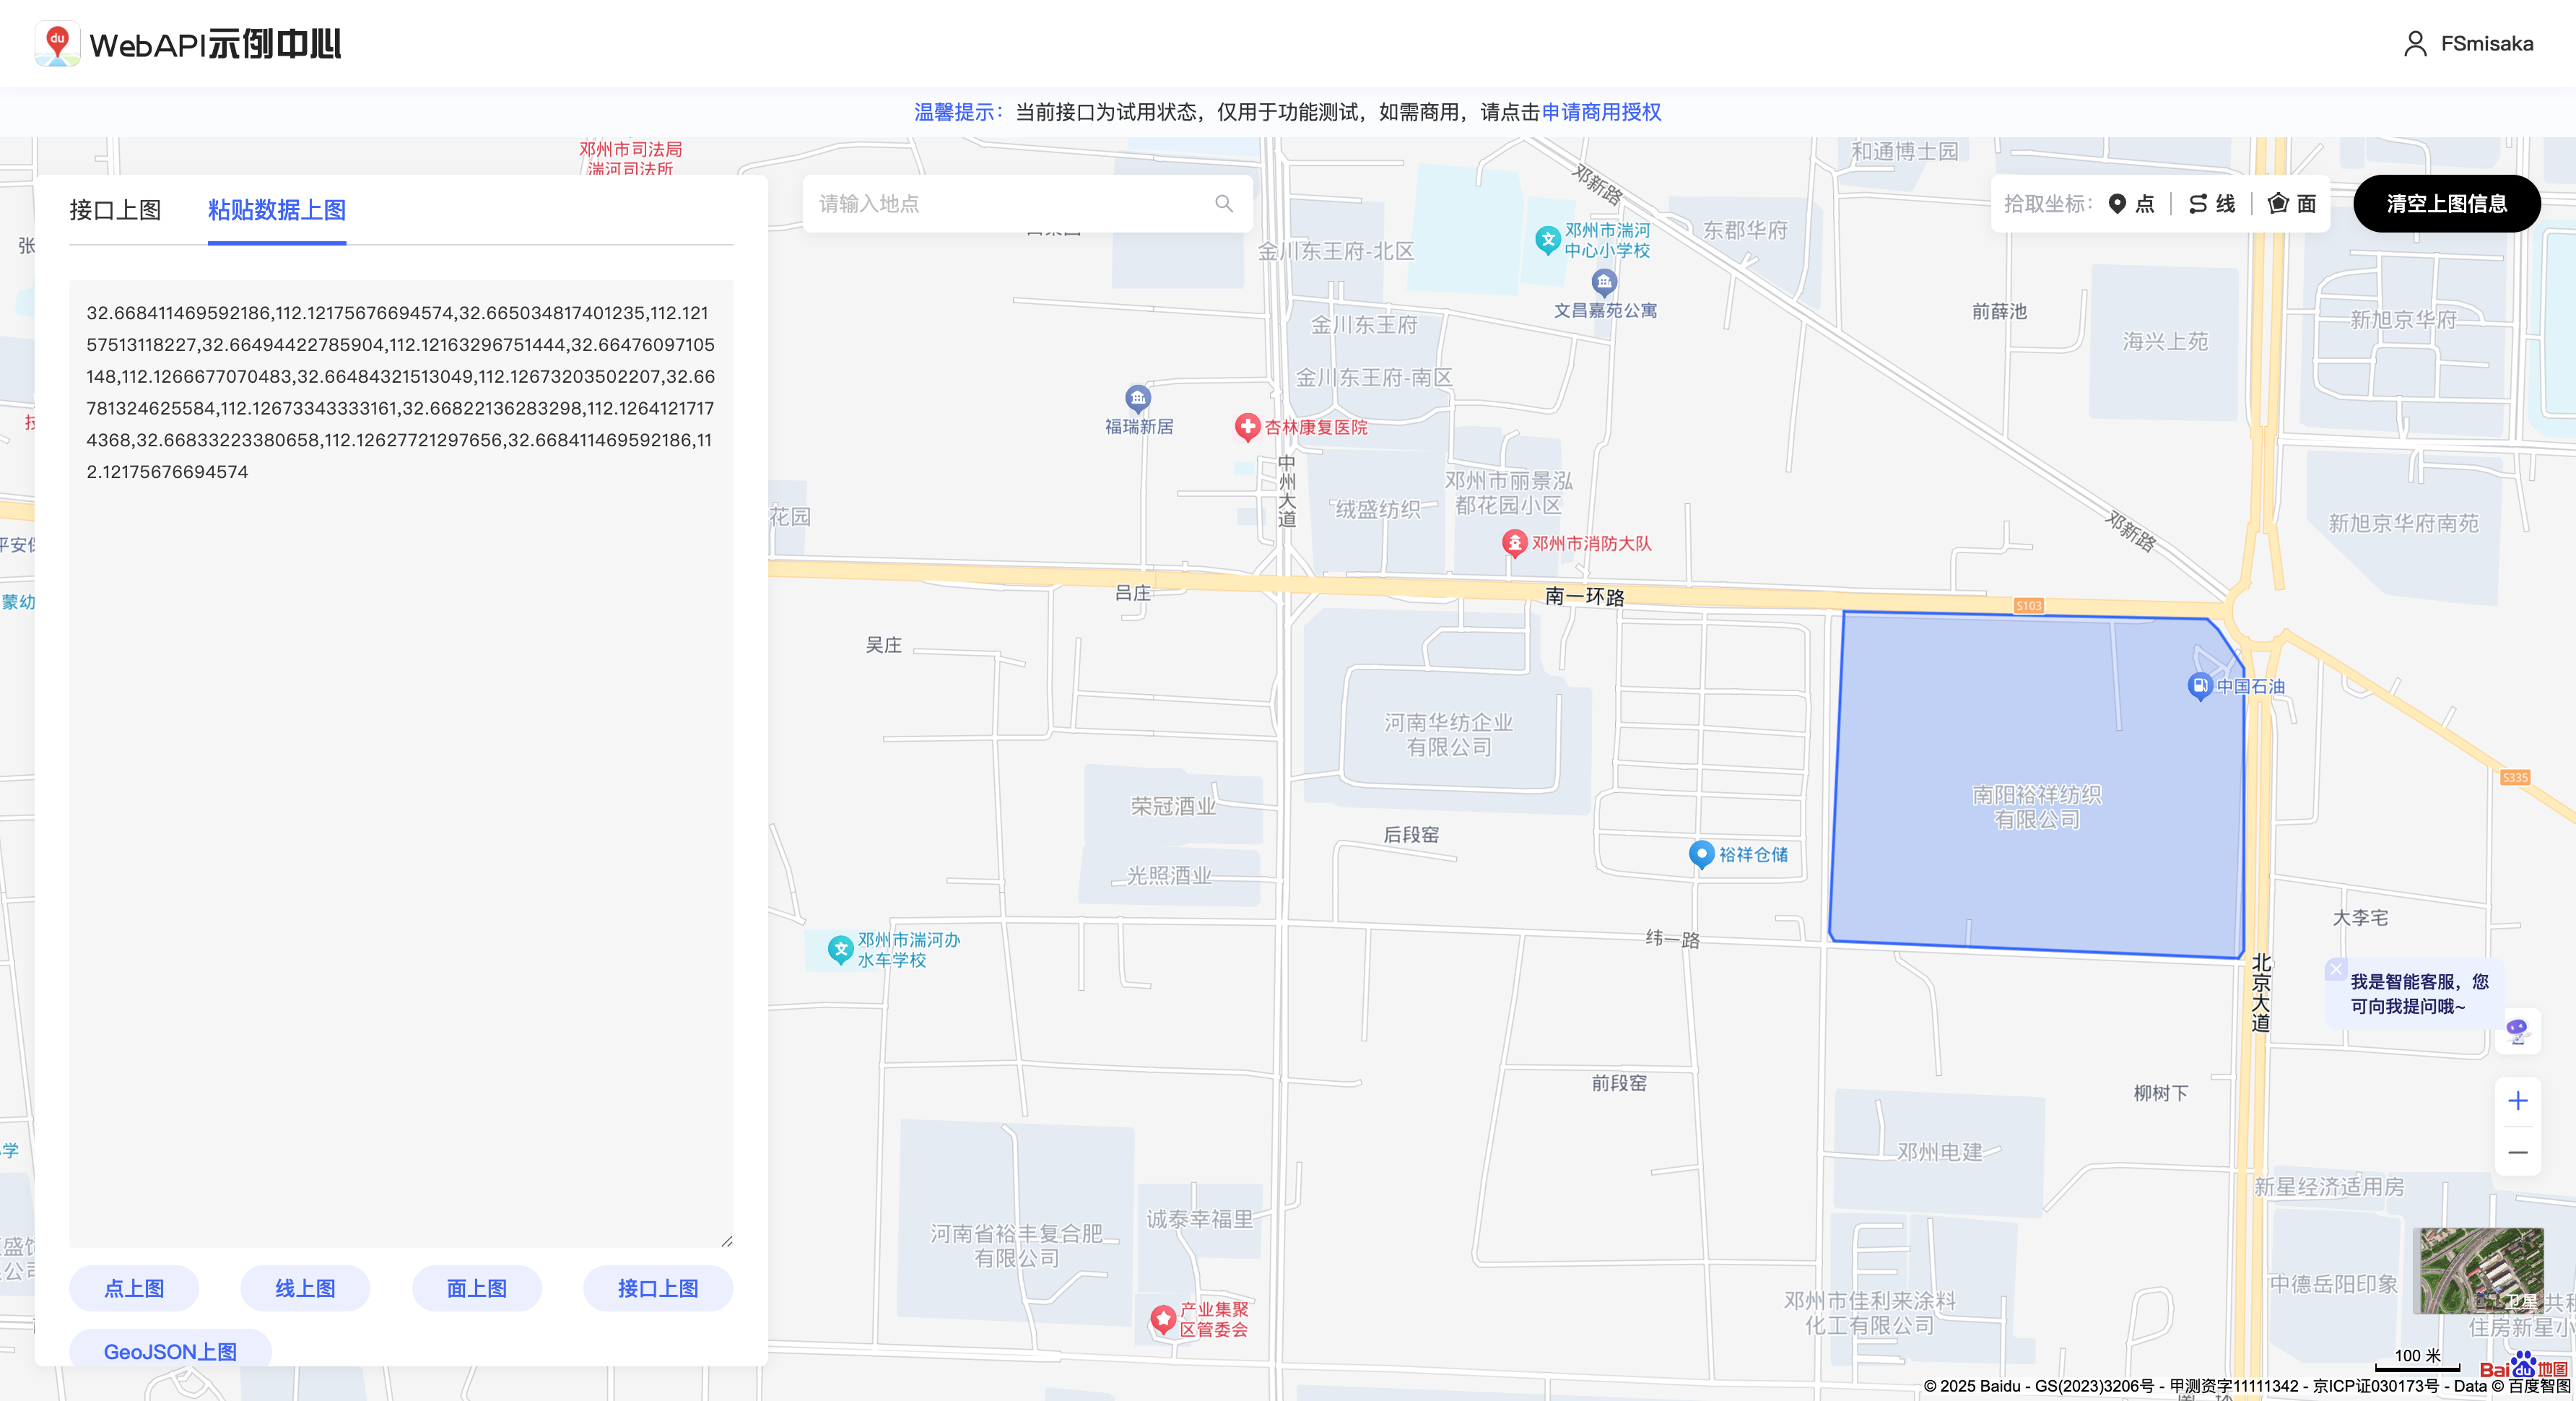 du WebAPI示例中心
FSmisaka
温馨提示：当前接口为试用状态，仅用于功能测试，如需商用，请点击申请商用授权
接口上图
粘贴数据上图
32.668411469592186,112.12175676694574,32.665034817401235,112.121
57513118227,32.66494422785904,112.12163296751444,32.66476097105
148,112.1266677070483,32.66484321513049,112.12673203502207,32.66
781324625584,112.12673343333161,32.66822136283298,112.1264121717
4368,32.66833223380658,112.12627721297656,32.668411469592186,11
2.12175676694574
点上图
线上图
面上图
接口上图
GeoJSON上图
请输入地点
拾取坐标：
点
线
面
清空上图信息
邓州市司法局
湍河司法所
邓新路
和通博士园
金川东王府-北区
邓州市湍河
中心小学校
东郡华府
文昌嘉苑公寓
前薛池
海兴上苑
新旭京华府
金川东王府
金川东王府-南区
福瑞新居
杏林康复医院
中州大道
绒盛纺织
邓州市丽景泓
都花园小区
花园
邓州市消防大队
邓新路
新旭京华府南苑
吕庄
南一环路
S103
吴庄
河南华纺企业
有限公司
中国石油
S335
南阳裕祥纺织
有限公司
荣冠酒业
后段窑
裕祥仓储
光照酒业
邓州市湍河办
水车学校
纬一路
大李宅
北京大道
我是智能客服，您
可向我提问哦~
前段窑
柳树下
邓州电建
新星经济适用房
河南省裕丰复合肥
有限公司
诚泰幸福里
中德岳阳印象
卫星
邓州市佳利来涂料
化工有限公司
产业集聚
区管委会
住房新星小
100 米
Bai du 地图
© 2025 Baidu - GS(2023)3206号 - 甲测资字11111342 - 京ICP证030173号 - Data © 百度智图